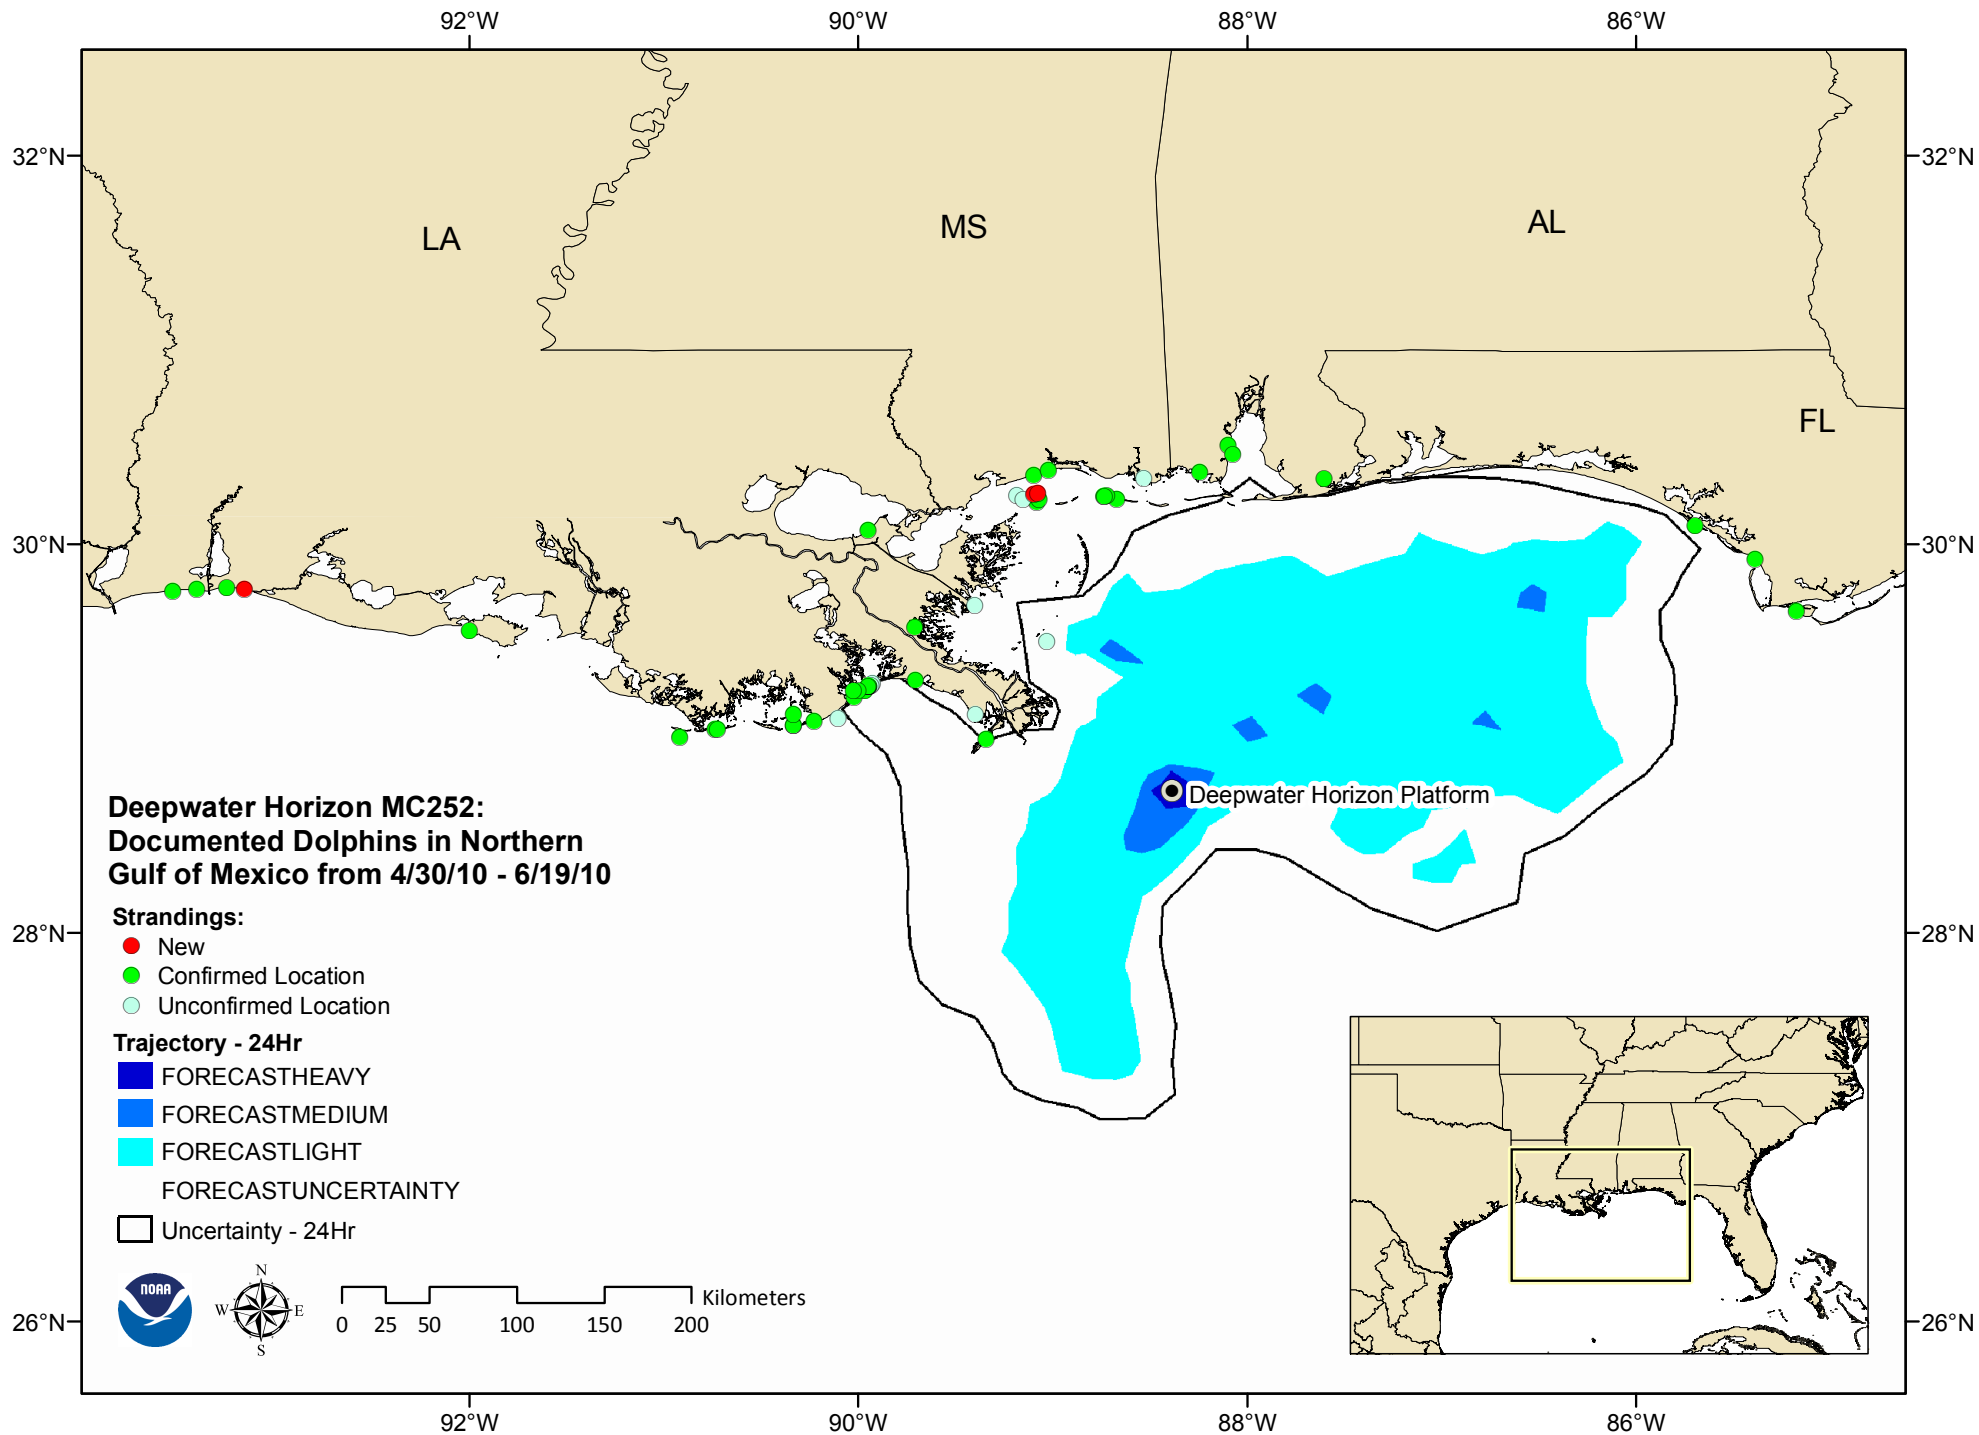 92°W 90°W 88°W 86°W
32°N 32°N
LA MS AL
FL
30°N 30°N
Deepwater Horizon Platform
Deepwater Horizon MC252:
Documented Dolphins in Northern
Gulf of Mexico from 4/30/10 - 6/19/10
Strandings:
28°N 28°N
New
Confirmed Location
Unconfirmed Location
Trajectory - 24Hr
FORECASTHEAVY
FORECASTMEDIUM
FORECASTLIGHT
FORECASTUNCERTAINTY
Uncertainty - 24Hr
NOAA
N
W E
S
Kilometers
0 25 50 100 150 200
26°N 26°N
92°W 90°W 88°W 86°W